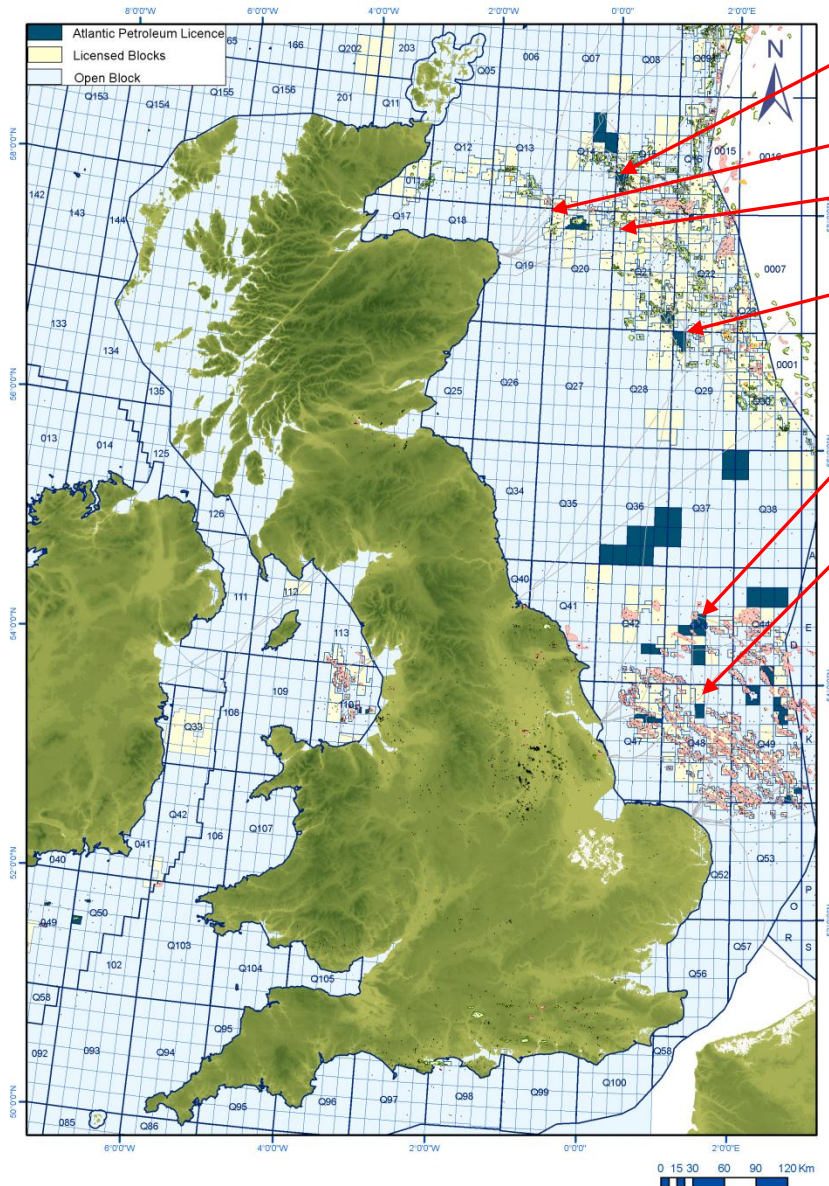 8°0'0"W 6°0'0"W 4°0'0"W 2°0'0"W 0°0'0" 2°0'0"E
Atlantic Petroleum Licence
Licensed Blocks
Open Block
N
165 166 Q202 203 Q05 006 Q07 Q08 Q09
Q153 Q154 Q155 Q156 201 Q11
58°0'0"N
Q12 Q13 Q14 Q15 Q16 0015 0016
142 143 144 Q17 Q18
Q19 Q20 Q21 Q22 0007
133 134 Q23 0001
56°0'0"N
135 Q25 Q26 Q27 Q28 Q29 Q30
013 014 125
126 Q34 Q35 Q36 Q37 Q38
Q40 Q41 A
54°0'0"N
111 112 Q42 Q44 E
113 D
108 109 110
Q33 Q47 Q48 Q49 K
Q42 106 Q107
52°0'0"N
040 041 Q52 Q53
049 Q50 P
O
Q103 R S
102 Q104 Q105 Q56 Q57
Q58 Q95 Q58
092 093 Q94 Q100
50°0'0"N
085 Q86 Q95 Q96 Q97 Q98 Q99
6°0'0"W 4°0'0"W 2°0'0"W 0°0'0" 2°0'0"E
0 15 30 60 90 120 Km